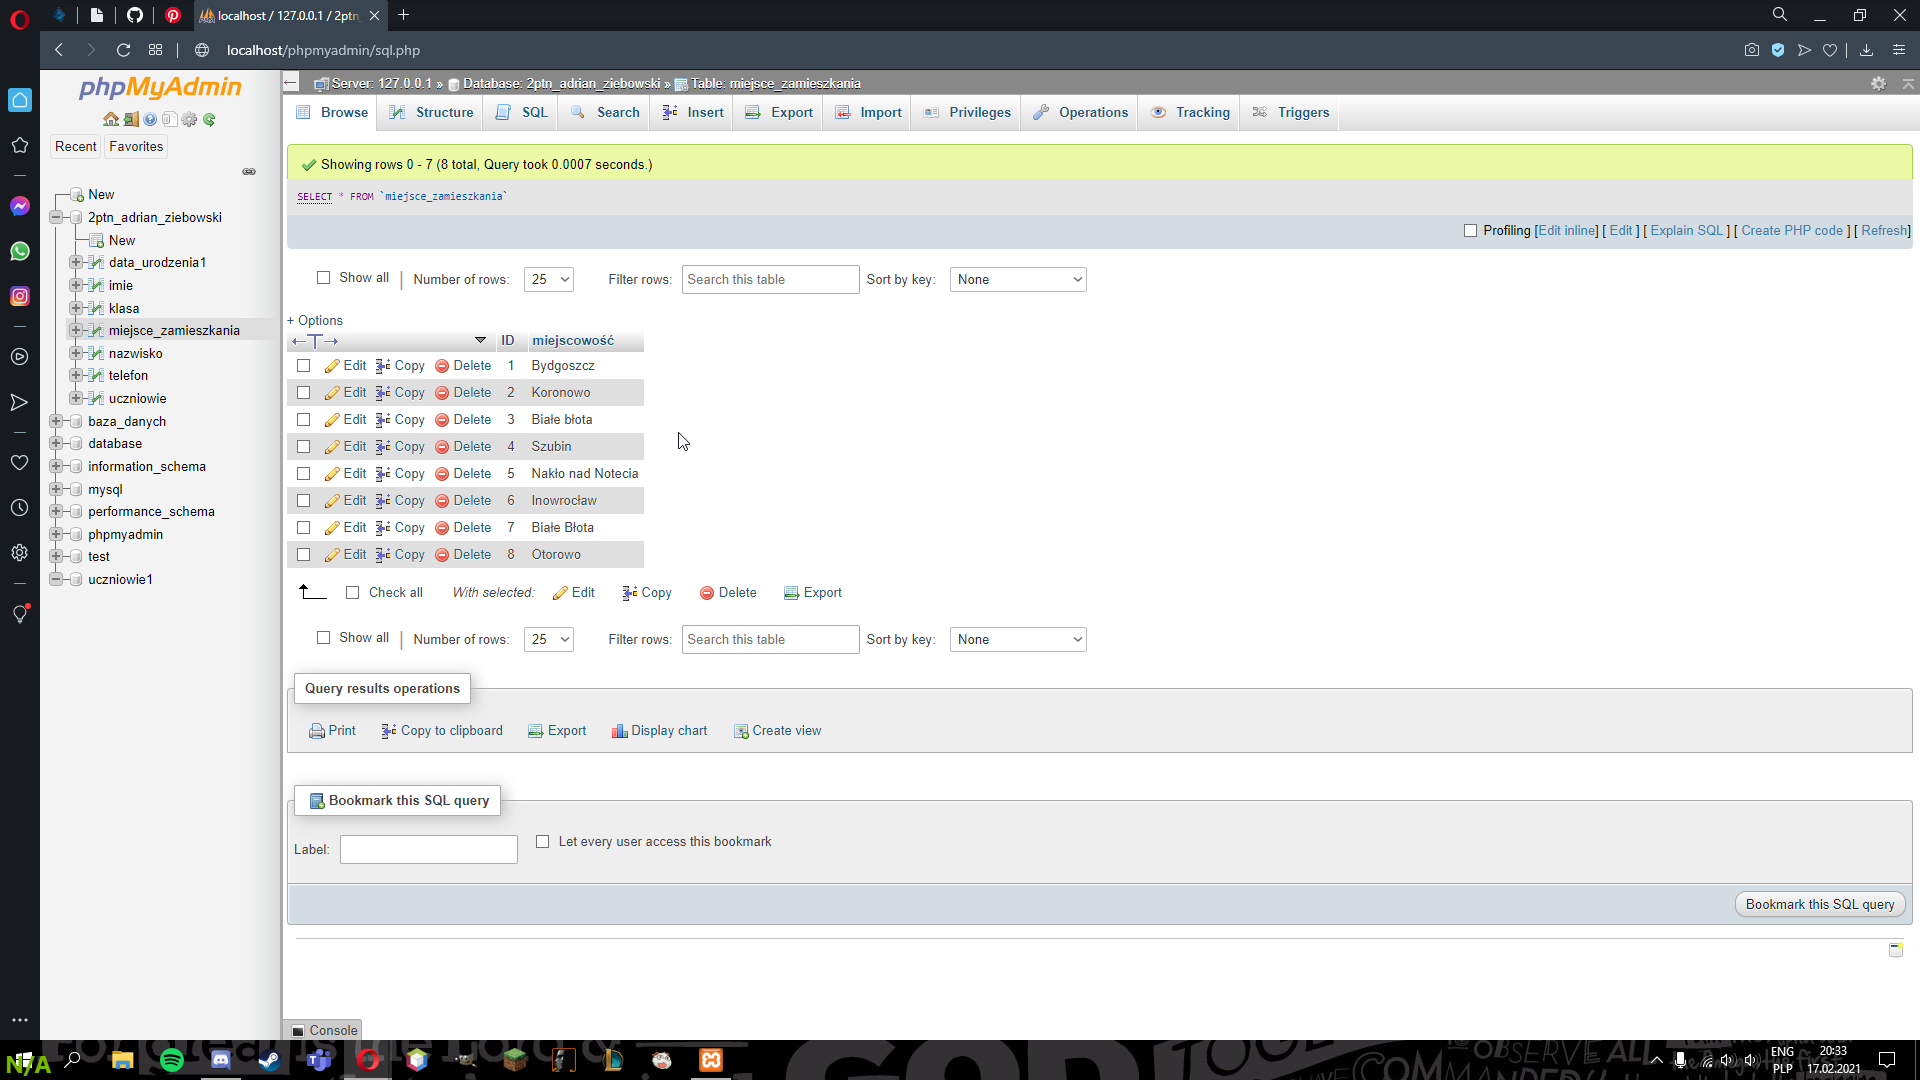 localhost / 127.0.0.1 / 2ptn_
localhost/phpmyadmin/sql.php
phpMyAdmin
Recent Favorites
New
2ptn_adrian_ziebowski
New
data_urodzenia1
imie
klasa
miejsce_zamieszkania
nazwisko
telefon
uczniowie
baza_danych
database
information_schema
mysql
performance_schema
phpmyadmin
test
uczniowie1
Server: 127.0.0.1 » Database: 2ptn_adrian_ziebowski » Table: miejsce_zamieszkania
Browse Structure SQL Search Insert Export Import Privileges Operations Tracking Triggers
Showing rows 0 - 7 (8 total, Query took 0.0007 seconds.)
SELECT * FROM `miejsce_zamieszkania`
Profiling [Edit inline] [ Edit ] [ Explain SQL ] [ Create PHP code ] [ Refresh]
Show all | Number of rows: 25 Filter rows: Search this table Sort by key: None
+ Options
←T→ ID miejscowość
Edit Copy Delete 1 Bydgoszcz
Edit Copy Delete 2 Koronowo
Edit Copy Delete 3 Białe błota
Edit Copy Delete 4 Szubin
Edit Copy Delete 5 Nakło nad Notecia
Edit Copy Delete 6 Inowrocław
Edit Copy Delete 7 Białe Błota
Edit Copy Delete 8 Otorowo
Check all With selected: Edit Copy Delete Export
Show all | Number of rows: 25 Filter rows: Search this table Sort by key: None
Query results operations
Print Copy to clipboard Export Display chart Create view
Bookmark this SQL query
Label: Let every user access this bookmark
Bookmark this SQL query
Console
N/A
OBSERVE ALL
ENG
PLP
20:33
17.02.2021